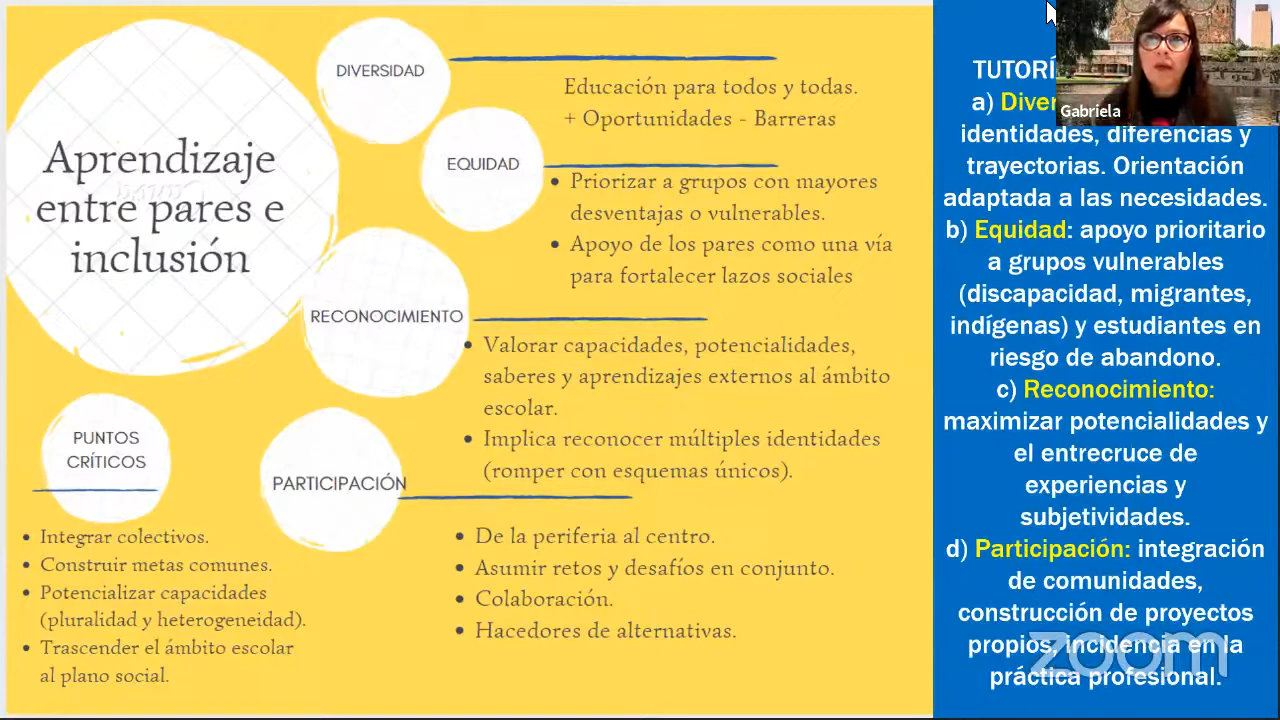 Aprendizaje
entre pares e
inclusión
DIVERSIDAD
Educación para todos y todas.
+ Oportunidades - Barreras
EQUIDAD
• Priorizar a grupos con mayores
desventajas o vulnerables.
• Apoyo de los pares como una vía
para fortalecer lazos sociales
RECONOCIMIENTO
• Valorar capacidades, potencialidades,
saberes y aprendizajes externos al ámbito
escolar.
• Implica reconocer múltiples identidades
(romper con esquemas únicos).
PARTICIPACIÓN
• De la periferia al centro.
• Asumir retos y desafíos en conjunto.
• Colaboración.
• Hacedores de alternativas.
PUNTOS
CRÍTICOS
• Integrar colectivos.
• Construir metas comunes.
• Potencializar capacidades
(pluralidad y heterogeneidad).
• Trascender el ámbito escolar
al plano social.
TUTORÍ
a) Diver
identidades, diferencias y
trayectorias. Orientación
adaptada a las necesidades.
b) Equidad: apoyo prioritario
a grupos vulnerables
(discapacidad, migrantes,
indígenas) y estudiantes en
riesgo de abandono.
c) Reconocimiento:
maximizar potencialidades y
el entrecruce de
experiencias y
subjetividades.
d) Participación: integración
de comunidades,
construcción de proyectos
propios, incidencia en la
práctica profesional.
Gabriela
zoom